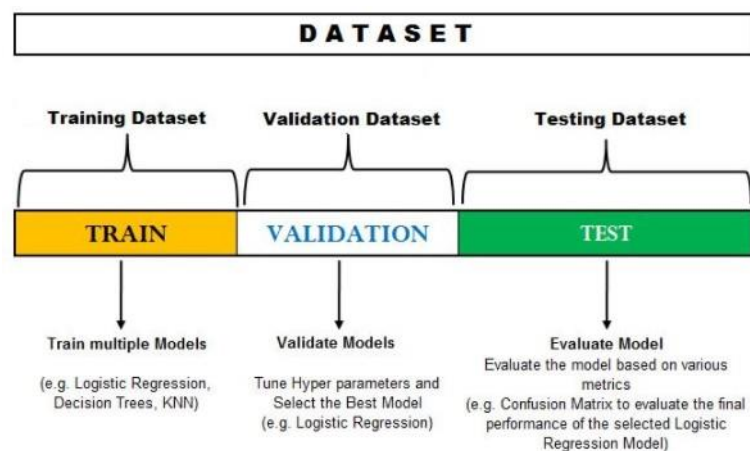 DATASET
Training Dataset
Validation Dataset
Testing Dataset
TRAIN
VALIDATION
TEST
Train multiple Models
(e.g. Logistic Regression,
Decision Trees, KNN)
Validate Models
Tune Hyper parameters and
Select the Best Model
(e.g. Logistic Regression)
Evaluate Model
Evaluate the model based on various
metrics
(e.g. Confusion Matrix to evaluate the final
performance of the selected Logistic
Regression Model)